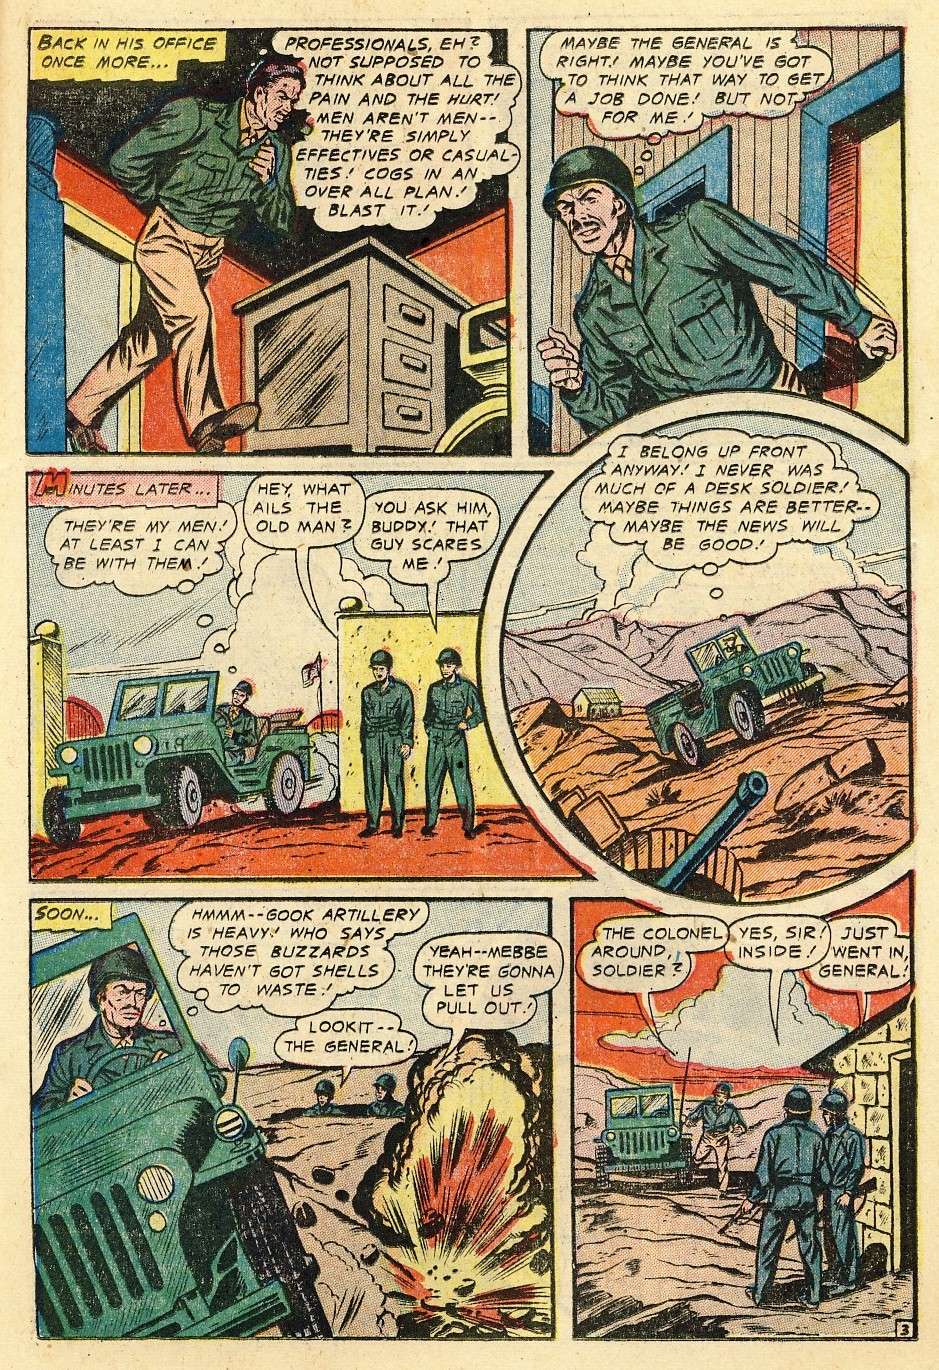 BACK IN HIS OFFICE
ONCE MORE...
PROFESSIONALS, EH?
NOT SUPPOSED TO
THINK ABOUT ALL THE
PAIN AND THE HURT!
MEN AREN'T MEN--
THEY'RE SIMPLY
EFFECTIVES OR CASUAL-
TIES! COGS IN AN
OVER ALL PLAN!
BLAST IT!
MAYBE THE GENERAL IS
RIGHT! MAYBE YOU'VE GOT
TO THINK THAT WAY TO GET
A JOB DONE! BUT NOT
FOR ME!
MINUTES LATER...
THEY'RE MY MEN!
AT LEAST I CAN
BE WITH THEM!
HEY, WHAT
AILS THE
OLD MAN?
YOU ASK HIM,
BUDDY! THAT
GUY SCARES
ME!
I BELONG UP FRONT
ANYWAY! I NEVER WAS
MUCH OF A DESK SOLDIER!
MAYBE THINGS ARE BETTER--
MAYBE THE NEWS WILL
BE GOOD!
SOON...
HMMM--GOOK ARTILLERY
IS HEAVY! WHO SAYS
THOSE BUZZARDS
HAVEN'T GOT SHELLS
TO WASTE!
LOOKIT--
THE GENERAL!
YEAH--MEBBE
THEY'RE GONNA
LET US
PULL OUT!
THE COLONEL
AROUND,
SOLDIER?
YES, SIR!
INSIDE!
JUST
WENT IN,
GENERAL!
3